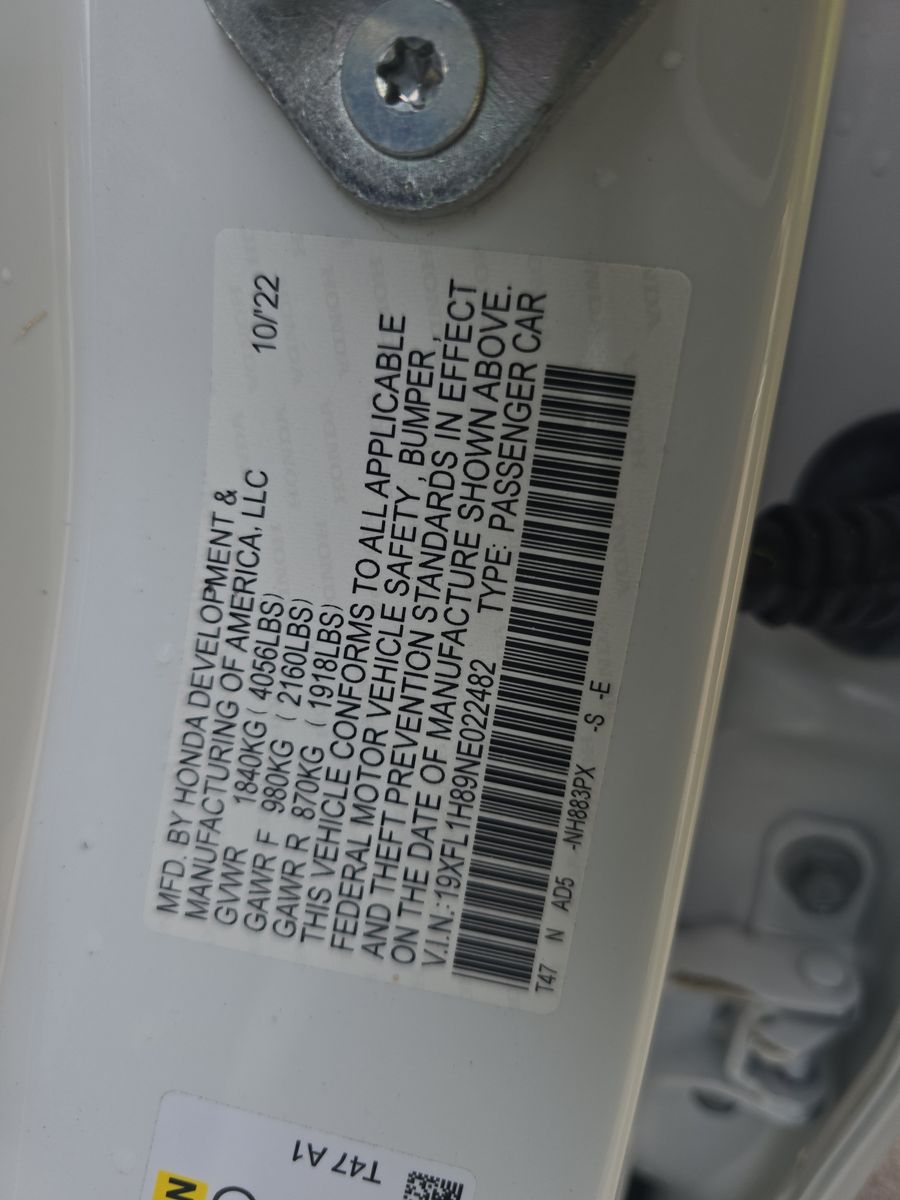 MFD. BY HONDA DEVELOPMENT &
MANUFACTURING OF AMERICA, LLC 10/'22
GVWR 1840KG (4056LBS)
GAWR F 980KG ( 2160LBS)
GAWR R 870KG ( 1918LBS)
THIS VEHICLE CONFORMS TO ALL APPLICABLE
FEDERAL MOTOR VEHICLE SAFETY, BUMPER,
AND THEFT PREVENTION STANDARDS IN EFFECT
ON THE DATE OF MANUFACTURE SHOWN ABOVE.
V.I.N.: 19XFL1H89NE022482 TYPE: PASSENGER CAR
T47 N AD5 -NH883PX -S -E
T47 A1